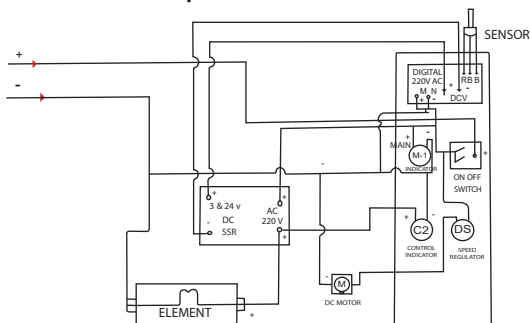 +
-
SENSOR
DIGITAL
220V AC
M N
+ -
+
-
RB B
DCV
+
MAIN
-
M-1
INDICATOR
+
ON OFF
SWITCH
-
+
3 & 24 v
DC
-
SSR
+
AC
220 V
+
+
C2
-
CONTROL
INDICATOR
DS
SPEED
REGULATOR
-
M
DC MOTOR
ELEMENT
+